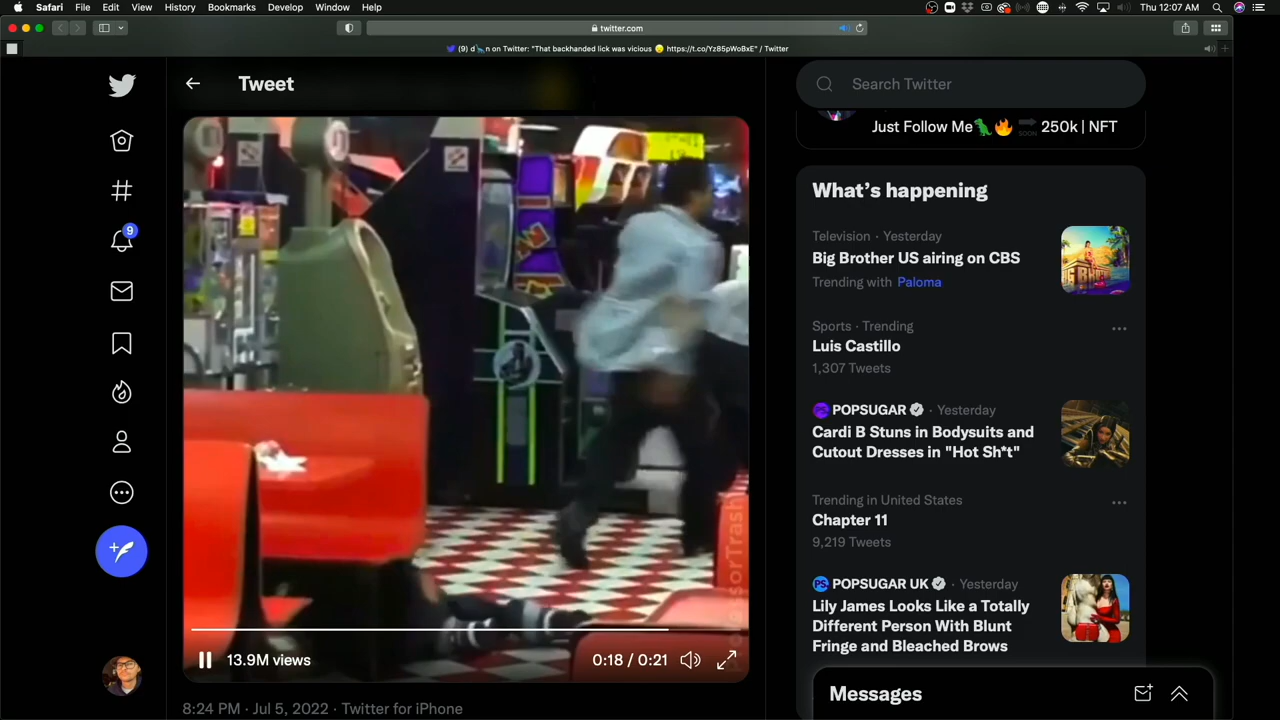 Safari File Edit View History Bookmarks Develop Window Help
Thu 12:07 AM
twitter.com
(9) d🦕n on Twitter: "That backhanded lick was vicious 😥 https://t.co/Yz85pWoBxE" / Twitter
Tweet
Search Twitter
Just Follow Me🦖🔥 🔜 250k | NFT
9
What's happening
Television · Yesterday
Big Brother US airing on CBS
Trending with Paloma
Sports · Trending
Luis Castillo
1,307 Tweets
POPSUGAR · Yesterday
Cardi B Stuns in Bodysuits and
Cutout Dresses in "Hot Sh*t"
Trending in United States
Chapter 11
9,219 Tweets
POPSUGAR UK · Yesterday
Lily James Looks Like a Totally
Different Person With Blunt
Fringe and Bleached Brows
13.9M views
0:18 / 0:21
8:24 PM · Jul 5, 2022 · Twitter for iPhone
Messages